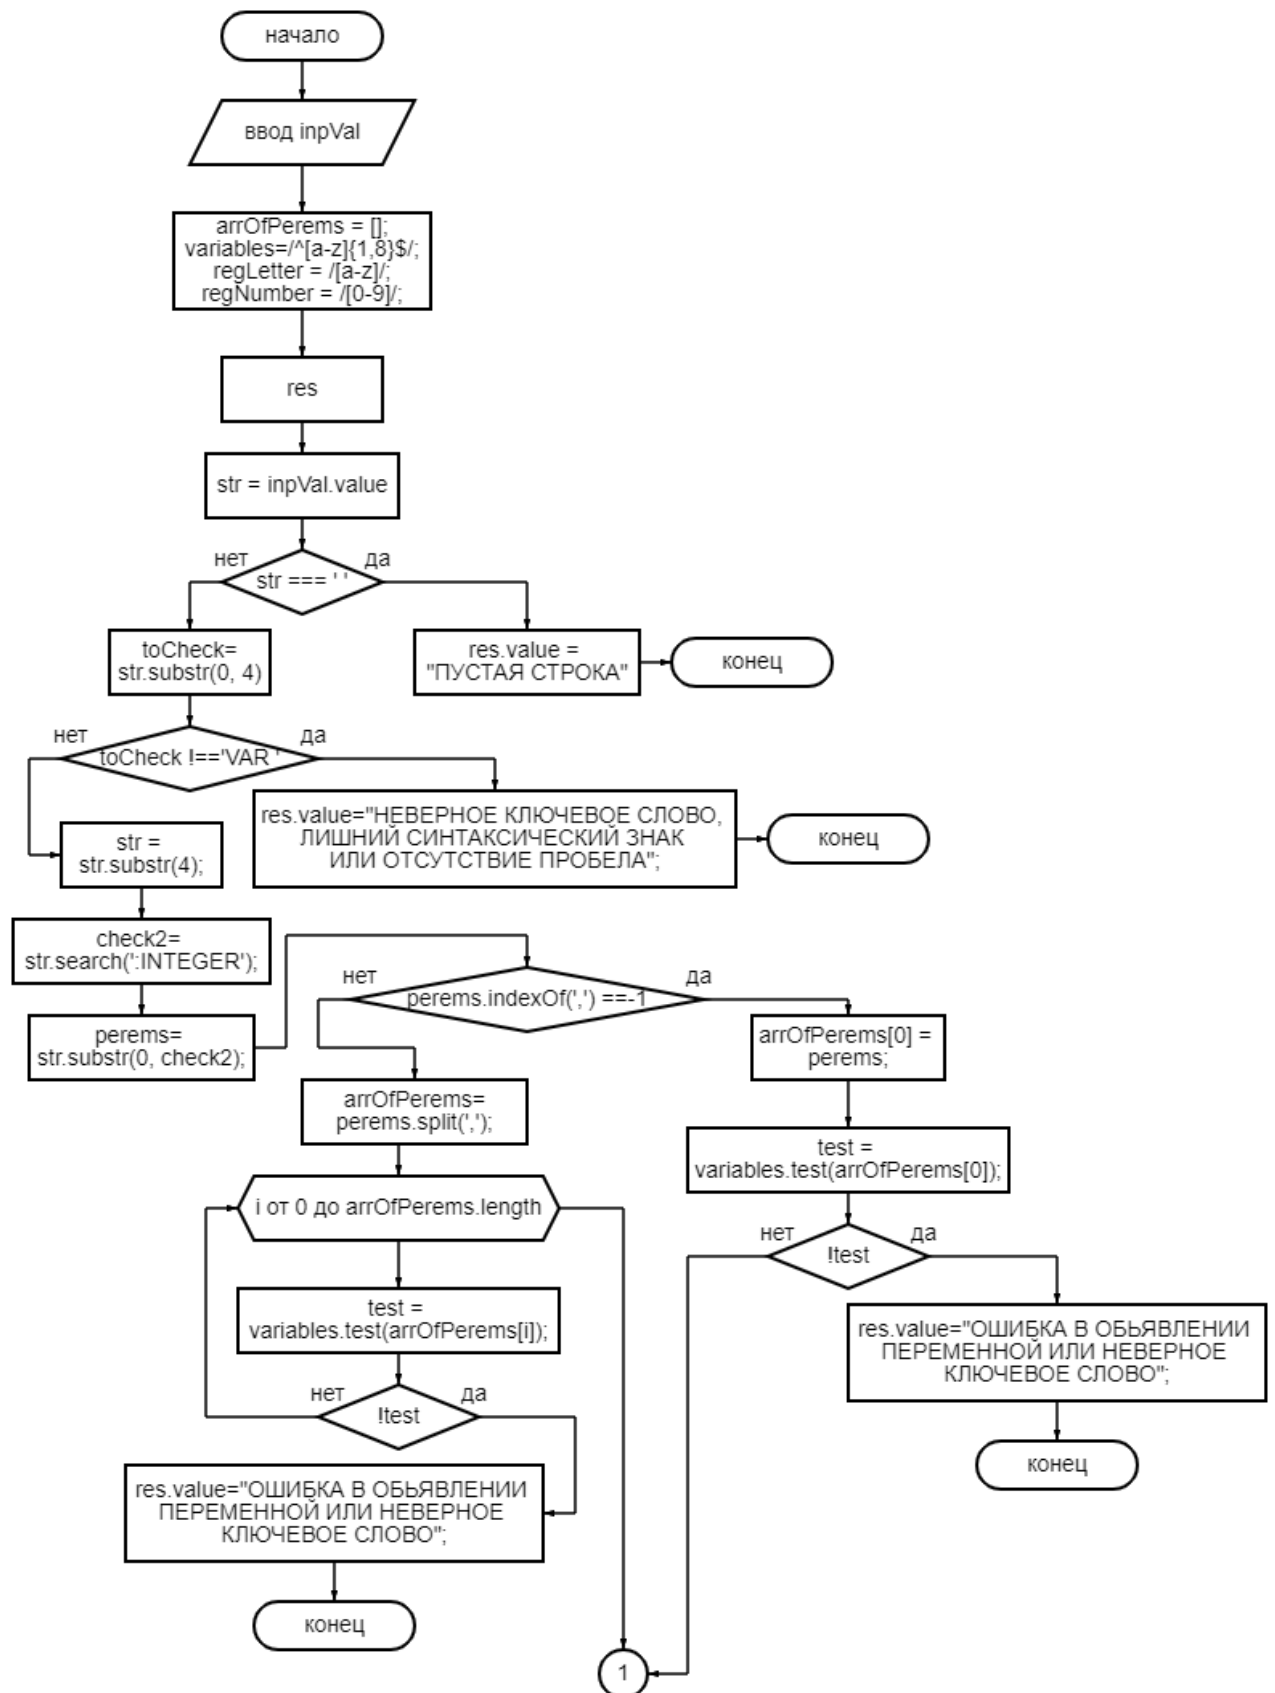 начало
ввод inpVal
arrOfPerems = [];
variables=/^[a-z]{1,8}$/;
regLetter = /[a-z]/;
regNumber = /[0-9]/;
res
str = inpVal.value
нет
да
str === ' '
toCheck=
str.substr(0, 4)
res.value =
"ПУСТАЯ СТРОКА"
конец
нет
да
toCheck !=='VAR '
res.value="НЕВЕРНОЕ КЛЮЧЕВОЕ СЛОВО,
ЛИШНИЙ СИНТАКСИЧЕСКИЙ ЗНАК
ИЛИ ОТСУТСТВИЕ ПРОБЕЛА";
конец
str =
str.substr(4);
check2=
str.search(':INTEGER');
perems=
str.substr(0, check2);
нет
да
perems.indexOf(',') ==-1
arrOfPerems[0] =
perems;
arrOfPerems=
perems.split(',');
test =
variables.test(arrOfPerems[0]);
i от 0 до arrOfPerems.length
нет
да
!test
test =
variables.test(arrOfPerems[i]);
res.value="ОШИБКА В ОБЬЯВЛЕНИИ
ПЕРЕМЕННОЙ ИЛИ НЕВЕРНОЕ
КЛЮЧЕВОЕ СЛОВО";
нет
да
!test
конец
res.value="ОШИБКА В ОБЬЯВЛЕНИИ
ПЕРЕМЕННОЙ ИЛИ НЕВЕРНОЕ
КЛЮЧЕВОЕ СЛОВО";
конец
1